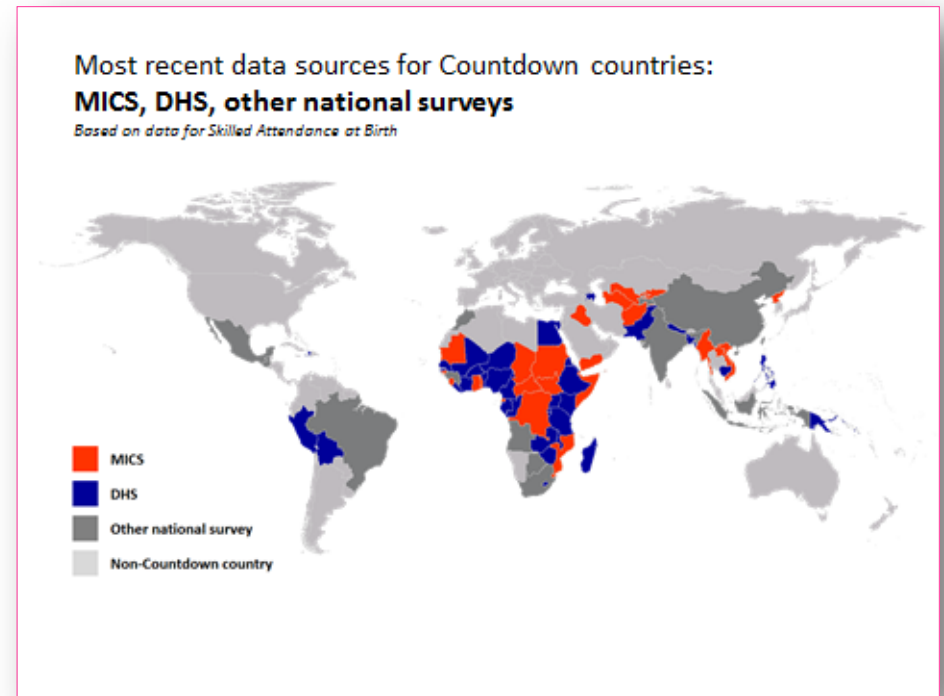 Most recent data sources for Countdown countries:
MICS, DHS, other national surveys
Based on data for Skilled Attendance at Birth
MICS
DHS
Other national survey
Non-Countdown country